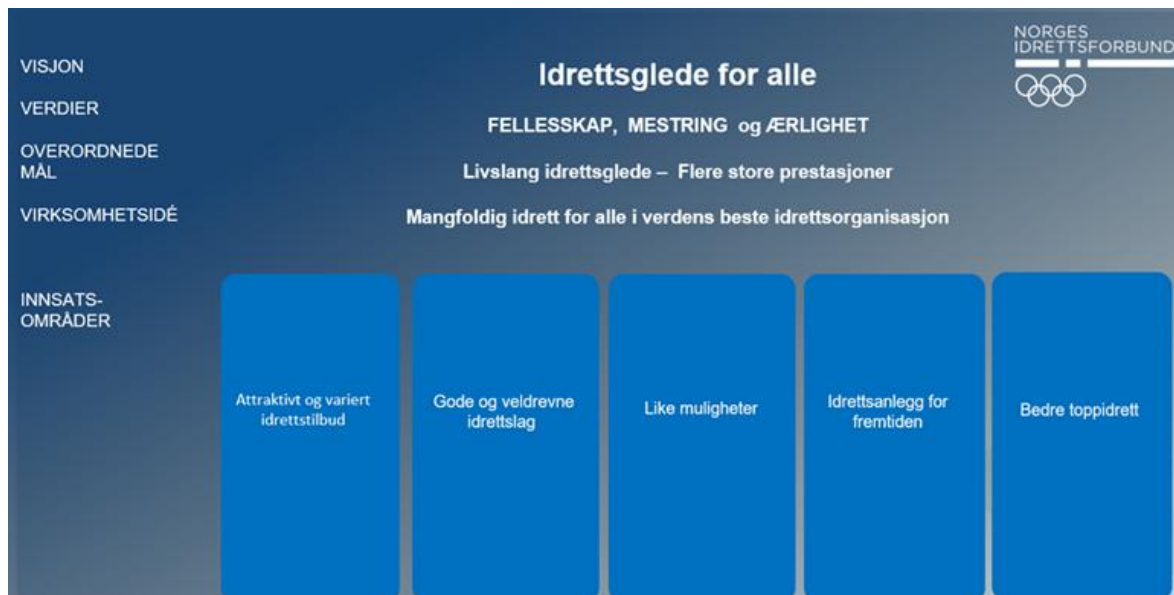 NORGES
IDRETTSFORBUND
VISJON
Idrettsglede for alle
VERDIER
FELLESSKAP, MESTRING og ÆRLIGHET
OVERORDNEDE
MÅL
Livslang idrettsglede – Flere store prestasjoner
VIRKSOMHETSIDÉ
Mangfoldig idrett for alle i verdens beste idrettsorganisasjon
INNSATS-
OMRÅDER
Attraktivt og variert
idrettstilbud
Gode og veldrevne
idrettslag
Like muligheter
Idrettsanlegg for
fremtiden
Bedre toppidrett